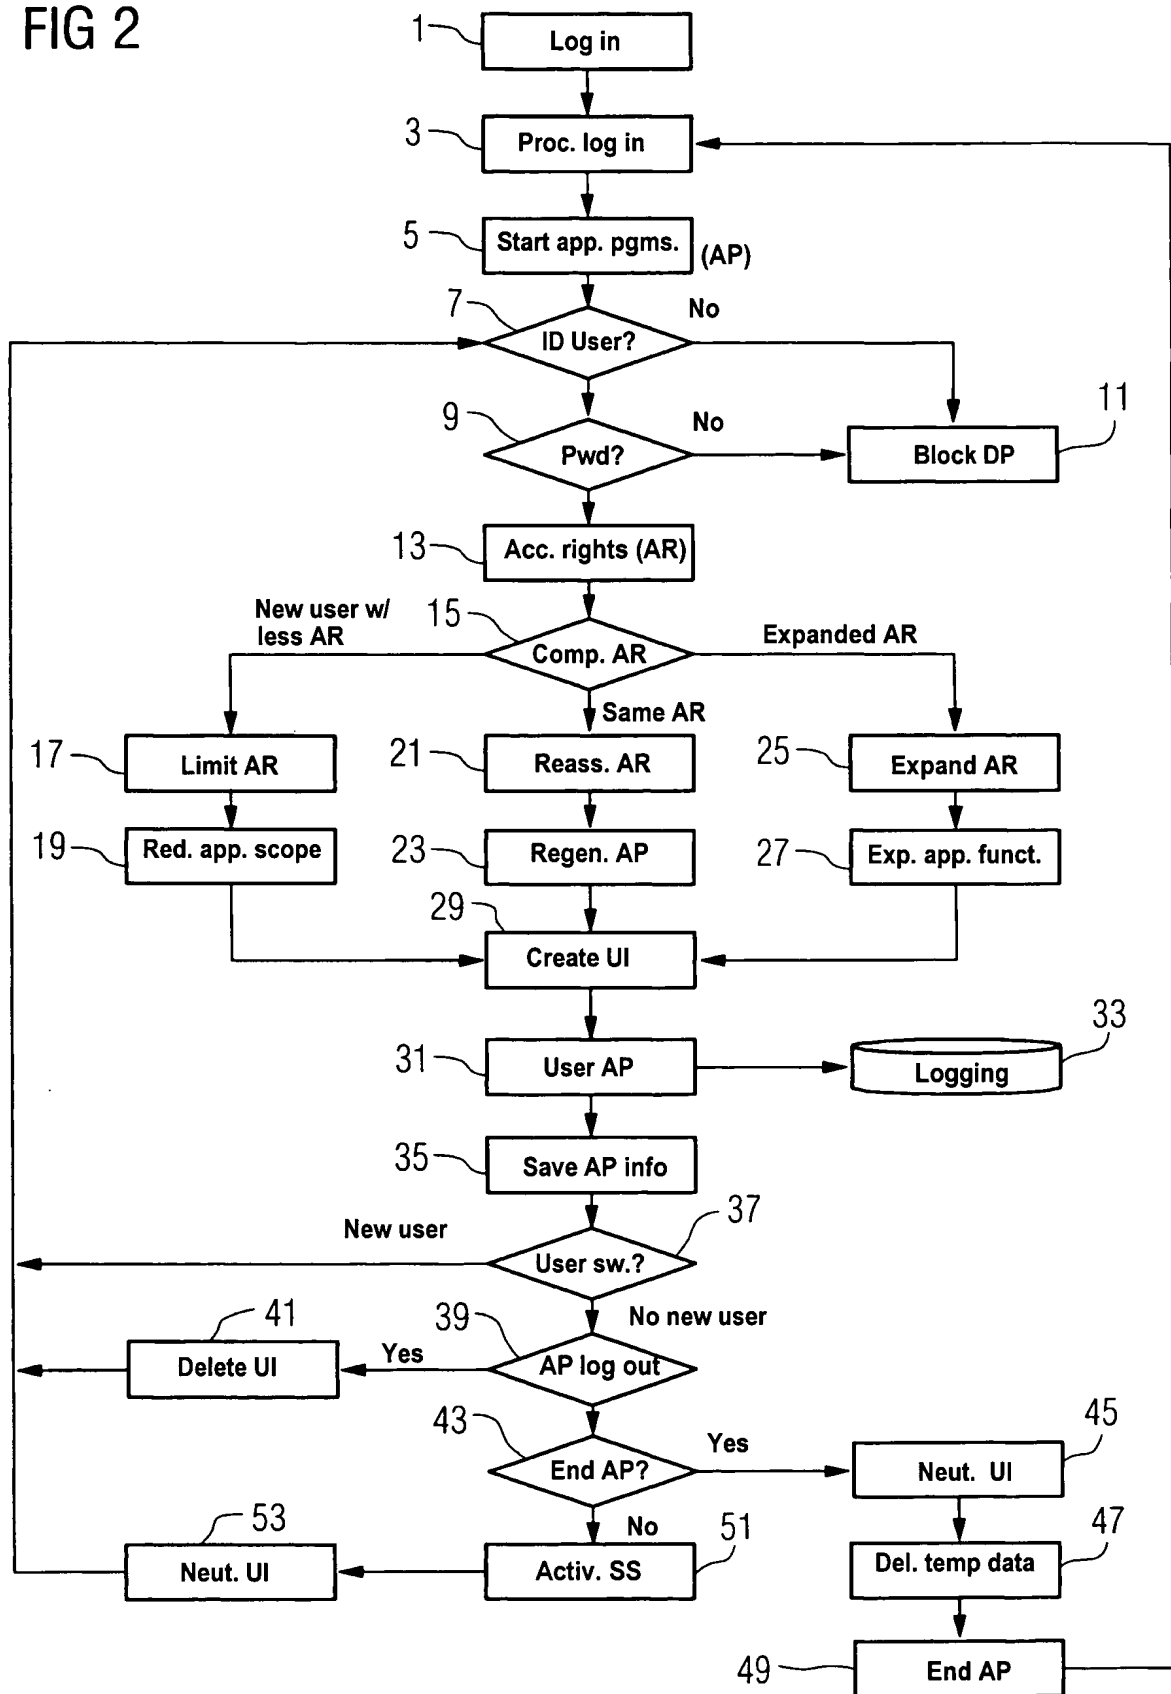 FIG 2
1
Log in
3
Proc. log in
5
Start app. pgms.
(AP)
7
ID User?
No
9
Pwd?
No
11
Block DP
13
Acc. rights (AR)
New user w/
less AR
15
Comp. AR
Expanded AR
Same AR
17
Limit AR
21
Reass. AR
25
Expand AR
19
Red. app. scope
23
Regen. AP
27
Exp. app. funct.
29
Create UI
31
User AP
33
Logging
35
Save AP info
New user
37
User sw.?
No new user
41
Delete UI
Yes
39
AP log out
43
End AP?
Yes
45
Neut. UI
No
53
Neut. UI
51
Activ. SS
47
Del. temp data
49
End AP